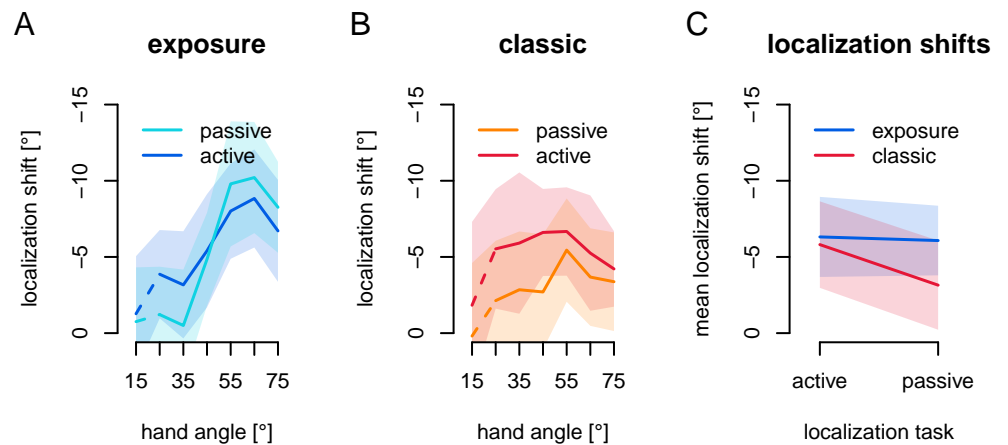 A
exposure
localization shift [°]
−15
−10
−5
0
passive
active
15
35
55
75
hand angle [°]
B
classic
localization shift [°]
−15
−10
−5
0
passive
active
15
35
55
75
hand angle [°]
C
localization shifts
mean localization shift [°]
−15
−10
−5
0
exposure
classic
active
passive
localization task